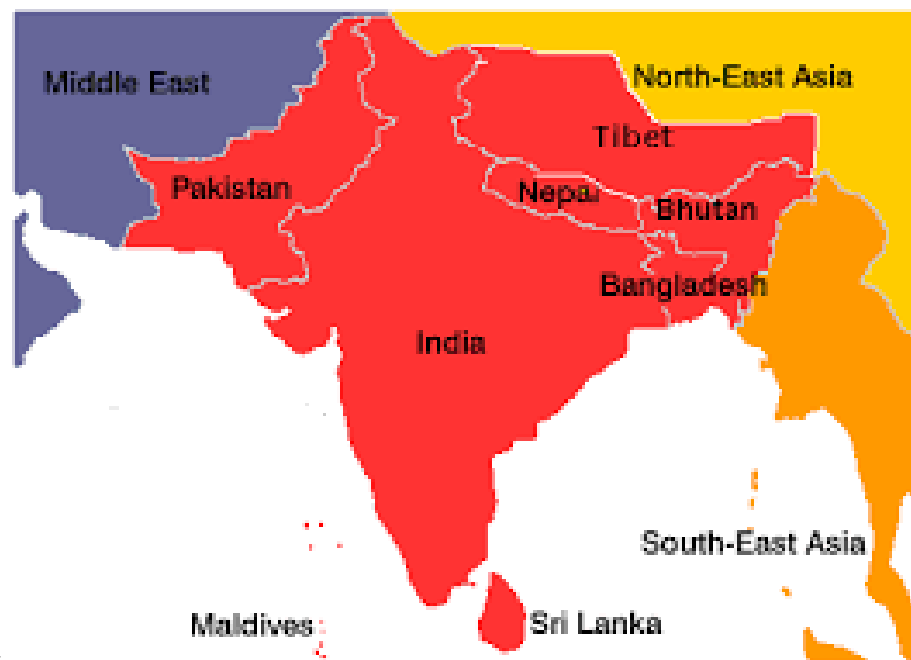 Middle East
North-East Asia
Tibet
Pakistan
Nepal
Bhutan
Bangladesh
India
South-East Asia
Maldives
Sri Lanka